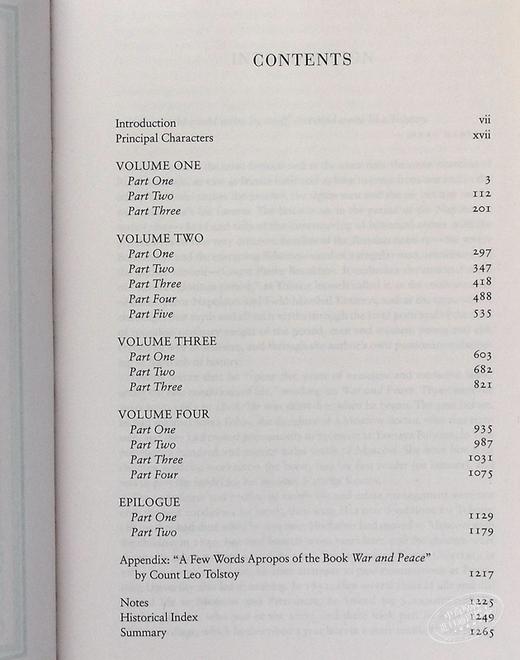 CONTENTS
Introduction vii
Principal Characters xvii
VOLUME ONE
Part One 3
Part Two 112
Part Three 201
VOLUME TWO
Part One 297
Part Two 347
Part Three 418
Part Four 488
Part Five 535
VOLUME THREE
Part One 603
Part Two 682
Part Three 821
VOLUME FOUR
Part One 935
Part Two 987
Part Three 1031
Part Four 1075
EPILOGUE
Part One 1129
Part Two 1179
Appendix: “A Few Words Apropos of the Book War and Peace”
by Count Leo Tolstoy 1217
Notes 1225
Historical Index 1249
Summary 1265